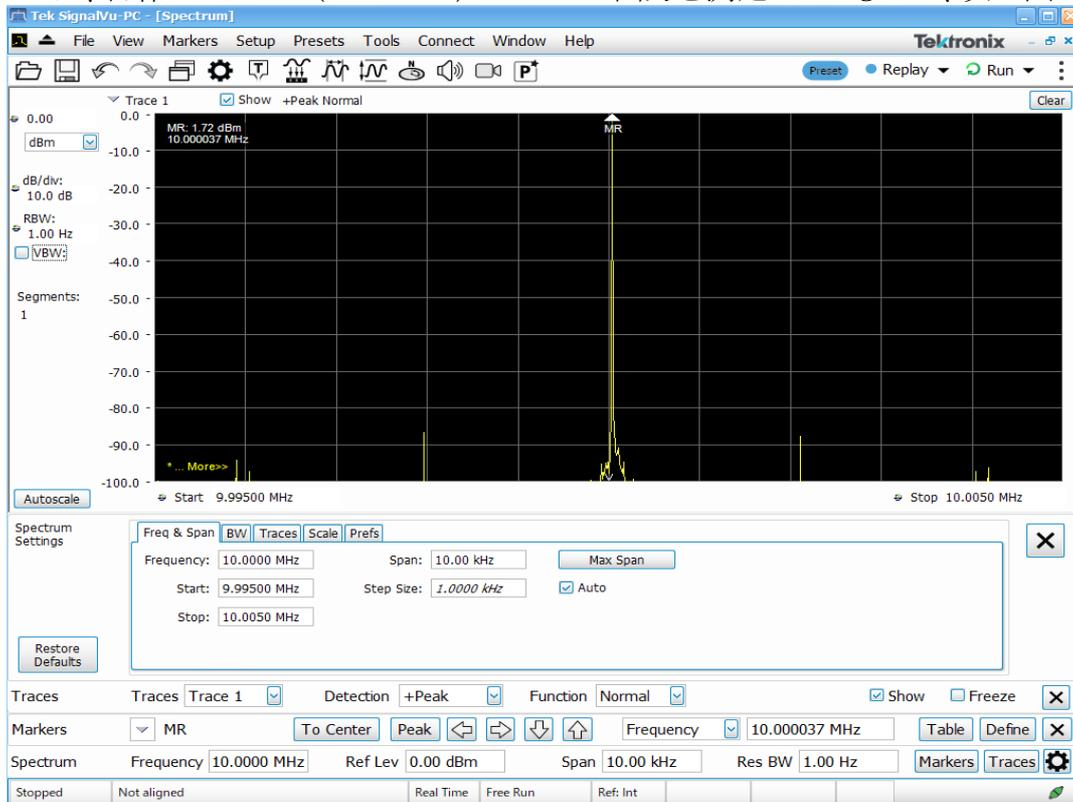 Tek SignalVu-PC - [Spectrum]
File View Markers Setup Presets Tools Connect Window Help Tektronix
Preset Replay Run
Trace 1 Show +Peak Normal Clear
0.00
dBm
dB/div:
10.0 dB
RBW:
1.00 Hz
VBW:
Segments:
1
0.0
-10.0
-20.0
-30.0
-40.0
-50.0
-60.0
-70.0
-80.0
-90.0
-100.0
MR: 1.72 dBm
10.000037 MHz
MR
* ... More>>
Autoscale Start 9.99500 MHz Stop 10.0050 MHz
Spectrum
Settings
Freq & Span BW Traces Scale Prefs
Frequency: 10.0000 MHz Span: 10.00 kHz Max Span
Start: 9.99500 MHz Step Size: 1.0000 kHz Auto
Stop: 10.0050 MHz
Restore
Defaults
Traces Traces Trace 1 Detection +Peak Function Normal Show Freeze
Markers MR To Center Peak Frequency 10.000037 MHz Table Define
Spectrum Frequency 10.0000 MHz Ref Lev 0.00 dBm Span 10.00 kHz Res BW 1.00 Hz Markers Traces
Stopped Not aligned Real Time Free Run Ref: Int